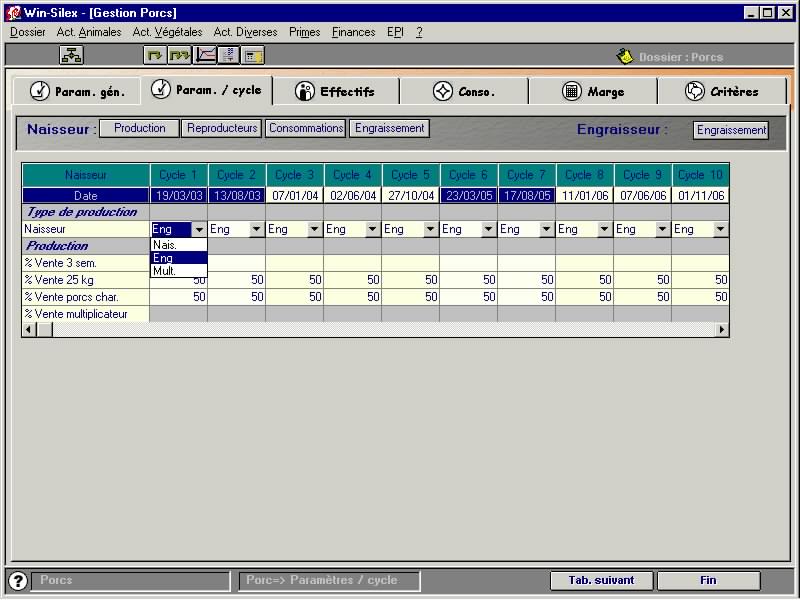 Win-Silex - [Gestion Porcs]
Dossier Act. Animales Act. Végétales Act. Diverses Primes Finances EPI ?
Dossier : Porcs
Param. gén. Param. / cycle Effectifs Conso. Marge Critères
Naisseur : Production Reproducteurs Consommations Engraissement Engraisseur : Engraissement
Naisseur Cycle 1 Cycle 2 Cycle 3 Cycle 4 Cycle 5 Cycle 6 Cycle 7 Cycle 8 Cycle 9 Cycle 10
Date 19/03/03 13/08/03 07/01/04 02/06/04 27/10/04 23/03/05 17/08/05 11/01/06 07/06/06 01/11/06
Type de production
Naisseur Eng Eng Eng Eng Eng Eng Eng Eng Eng Eng
Nais.
Production
Eng
% Vente 3 sem.
Mult.
% Vente 25 kg 50 50 50 50 50 50 50 50 50 50
% Vente porcs char. 50 50 50 50 50 50 50 50 50 50
% Vente multiplicateur
? Porcs Porc=> Paramètres / cycle Tab. suivant Fin